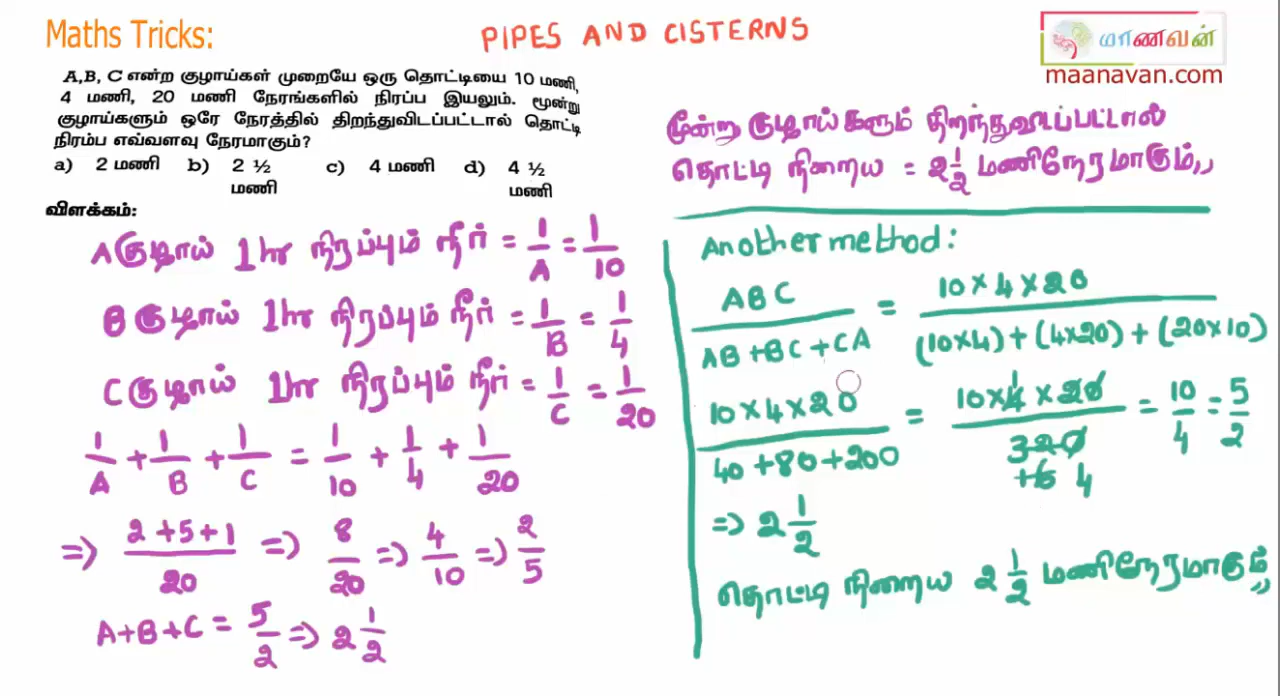 Maths Tricks:
PIPES AND CISTERNS
மாணவன்
maanavan.com
A,B, C என்ற குழாய்கள் முறையே ஒரு தொட்டியை 10 மணி,
4 மணி, 20 மணி நேரங்களில் நிரப்ப இயலும். மூன்று
குழாய்களும் ஒரே நேரத்தில் திறந்துவிடப்பட்டால் தொட்டி
நிரம்ப எவ்வளவு நேரமாகும்?
a) 2 மணி b) 2 ½ c) 4 மணி d) 4 ½
மணி மணி
விளக்கம்:
A குழாய் 1hr நிரப்பும் நீர் = 1/A = 1/10
B குழாய் 1hr நிரப்பும் நீர் = 1/B = 1/4
C குழாய் 1hr நிரப்பும் நீர் = 1/C = 1/20
1/A + 1/B + 1/C = 1/10 + 1/4 + 1/20
=> 2+5+1/20 => 8/20 => 4/10 => 2/5
A+B+C = 5/2 => 2 1/2
மூன்று குழாய்களும் திறந்துவிடப்பட்டால்
தொட்டி நிறைய = 2 1/2 மணிநேரமாகும்,,
Another method:
ABC/AB+BC+CA = 10×4×20/(10×4)+(4×20)+(20×10)
10×4×20/40+80+200 = 10×4×20/320 = 10/4 = 5/2
1
16 4
=> 2 1/2
தொட்டி நிறைய 2 1/2 மணிநேரமாகும்,,